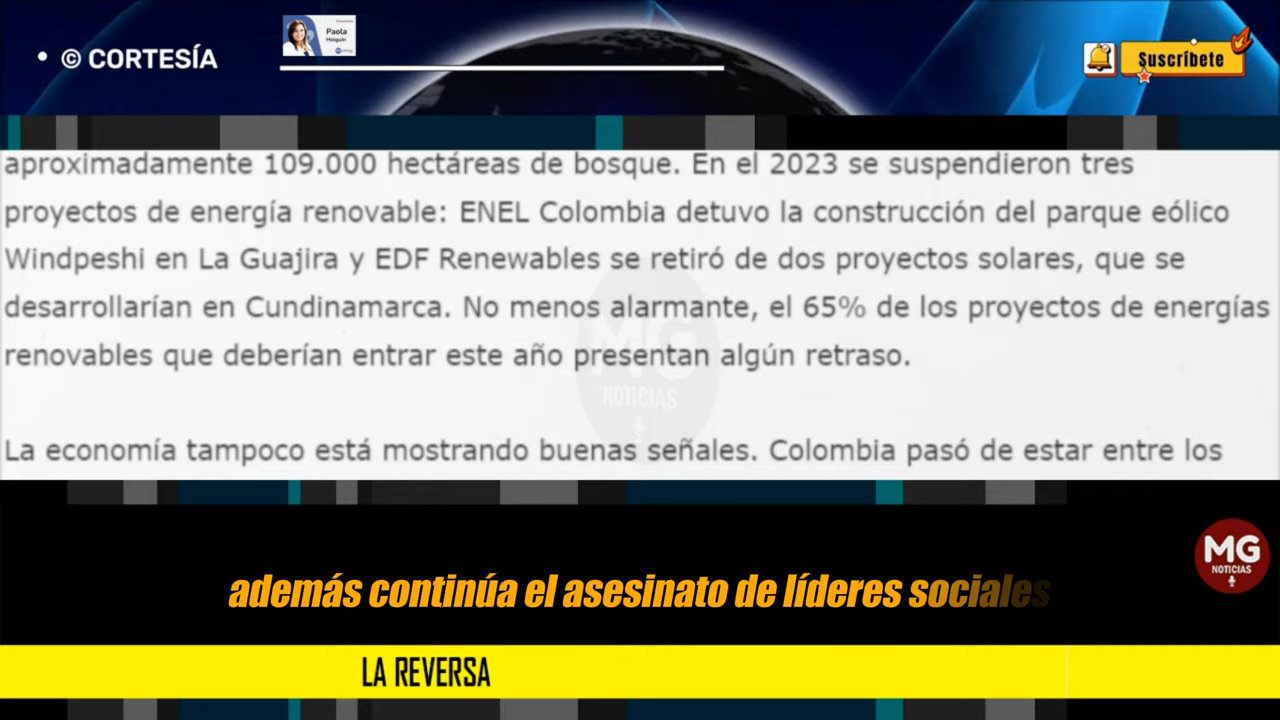 • © CORTESÍA
Paola
Holguín
Suscríbete
aproximadamente 109.000 hectáreas de bosque. En el 2023 se suspendieron tres
proyectos de energía renovable: ENEL Colombia detuvo la construcción del parque eólico
Windpeshi en La Guajira y EDF Renewables se retiró de dos proyectos solares, que se
desarrollarían en Cundinamarca. No menos alarmante, el 65% de los proyectos de energías
renovables que deberían entrar este año presentan algún retraso.
MG
NOTICIAS
La economía tampoco está mostrando buenas señales. Colombia pasó de estar entre los
MG
NOTICIAS
además continúa el asesinato de líderes sociales
LA REVERSA